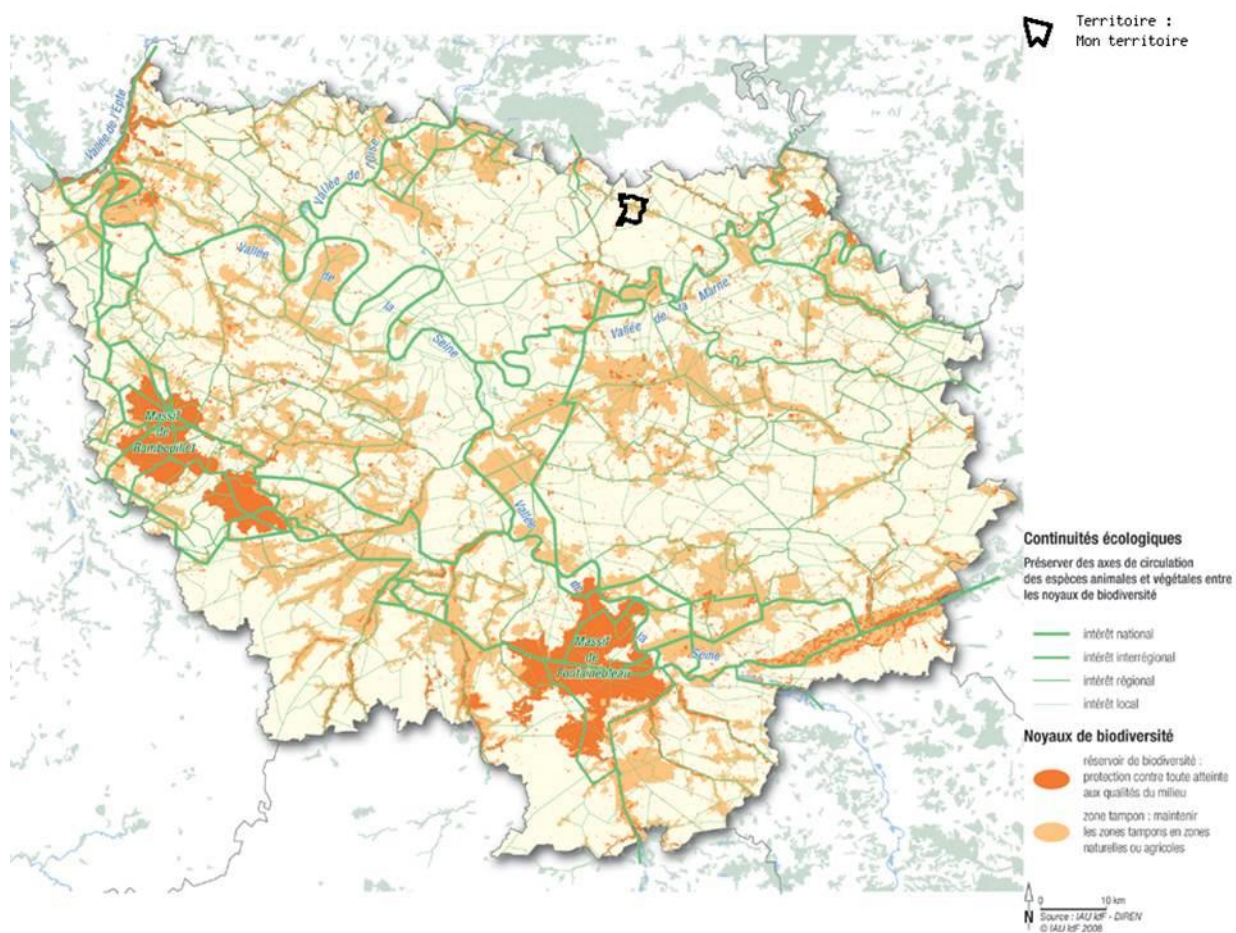 Territoire :
Mon territoire
Vallée de l'Epte
Vallée de l'Oise
Vallée
de
la
Seine
Vallée de la Marne
Massif
de
Rambouillet
Vallée
de
la
Seine
Massif
de
Fontainebleau
Continuités écologiques
Préserver des axes de circulation
des espèces animales et végétales entre
les noyaux de biodiversité
intérêt national
intérêt interrégional
intérêt régional
intérêt local
Noyaux de biodiversité
réservoir de biodiversité :
protection contre toute atteinte
aux qualités du milieu
zone tampon : maintenir
les zones tampons en zones
naturelles ou agricoles
0 10 km
N Source : IAU IdF - DIREN
© IAU IdF 2008